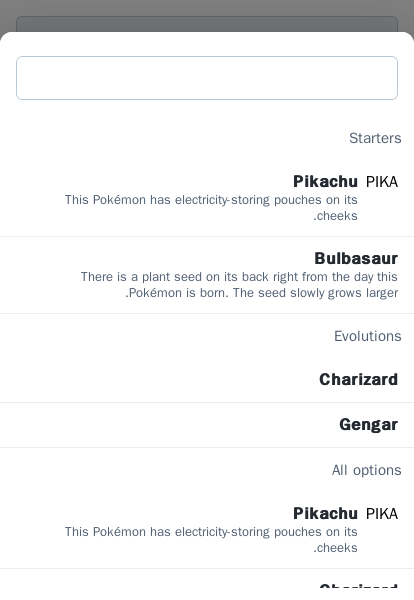 Starters
Pikachu PIKA
This Pokémon has electricity-storing pouches on its
.cheeks
Bulbasaur
There is a plant seed on its back right from the day this
.Pokémon is born. The seed slowly grows larger
Evolutions
Charizard
Gengar
All options
Pikachu PIKA
This Pokémon has electricity-storing pouches on its
.cheeks
Charizard